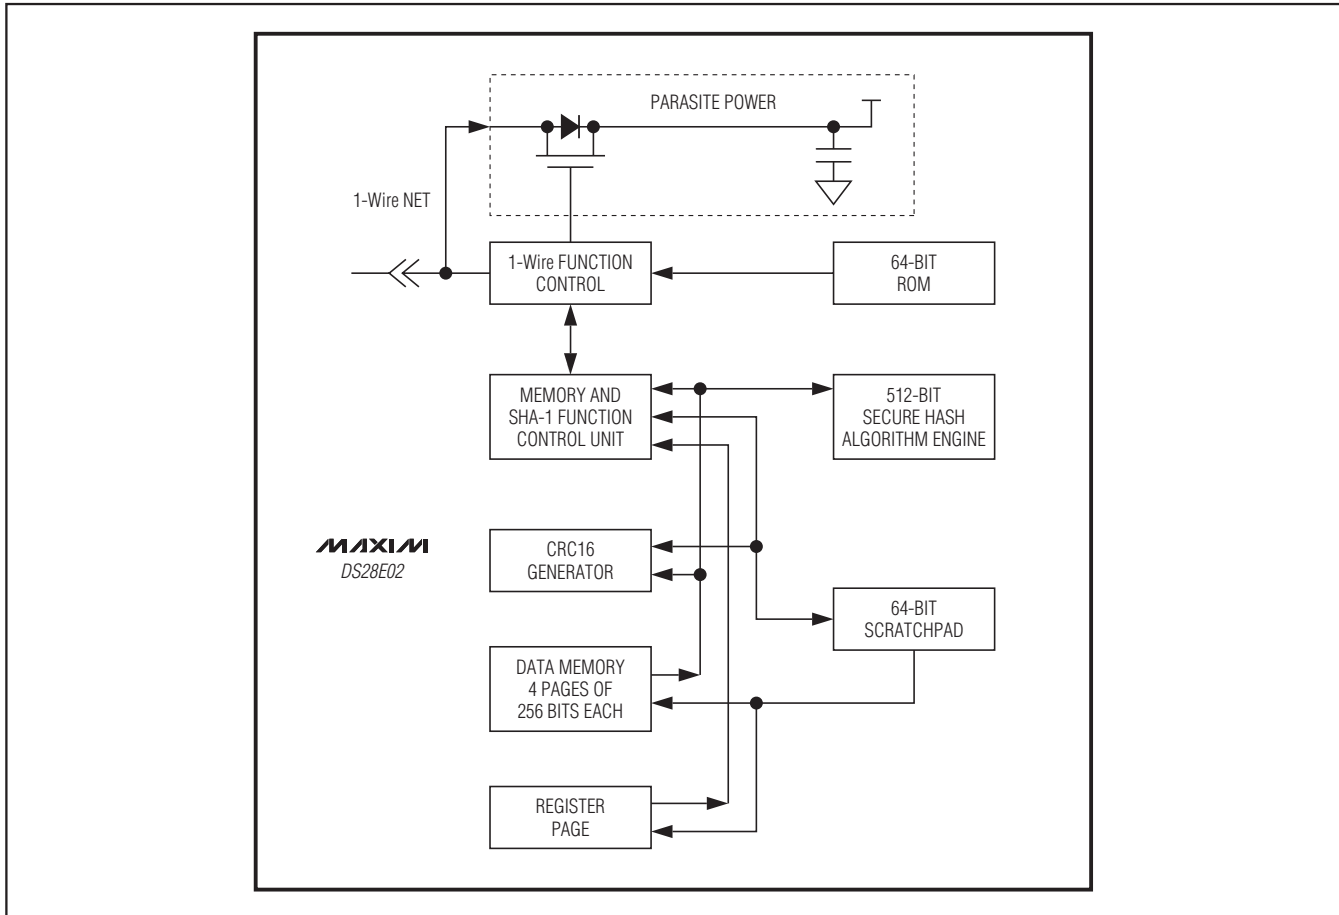 PARASITE POWER
1-Wire NET
1-Wire FUNCTION
CONTROL
64-BIT
ROM
MEMORY AND
SHA-1 FUNCTION
CONTROL UNIT
512-BIT
SECURE HASH
ALGORITHM ENGINE
MAXIM
DS28E02
CRC16
GENERATOR
64-BIT
SCRATCHPAD
DATA MEMORY
4 PAGES OF
256 BITS EACH
REGISTER
PAGE